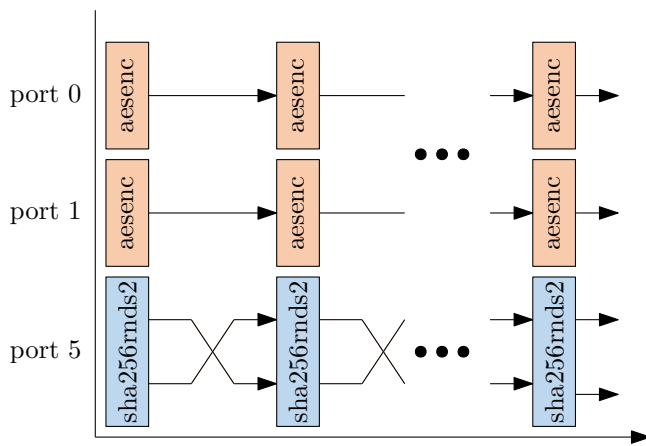 port 0
aesenc
aesenc
aesenc
port 1
aesenc
aesenc
aesenc
port 5
sha256rnds2
sha256rnds2
sha256rnds2